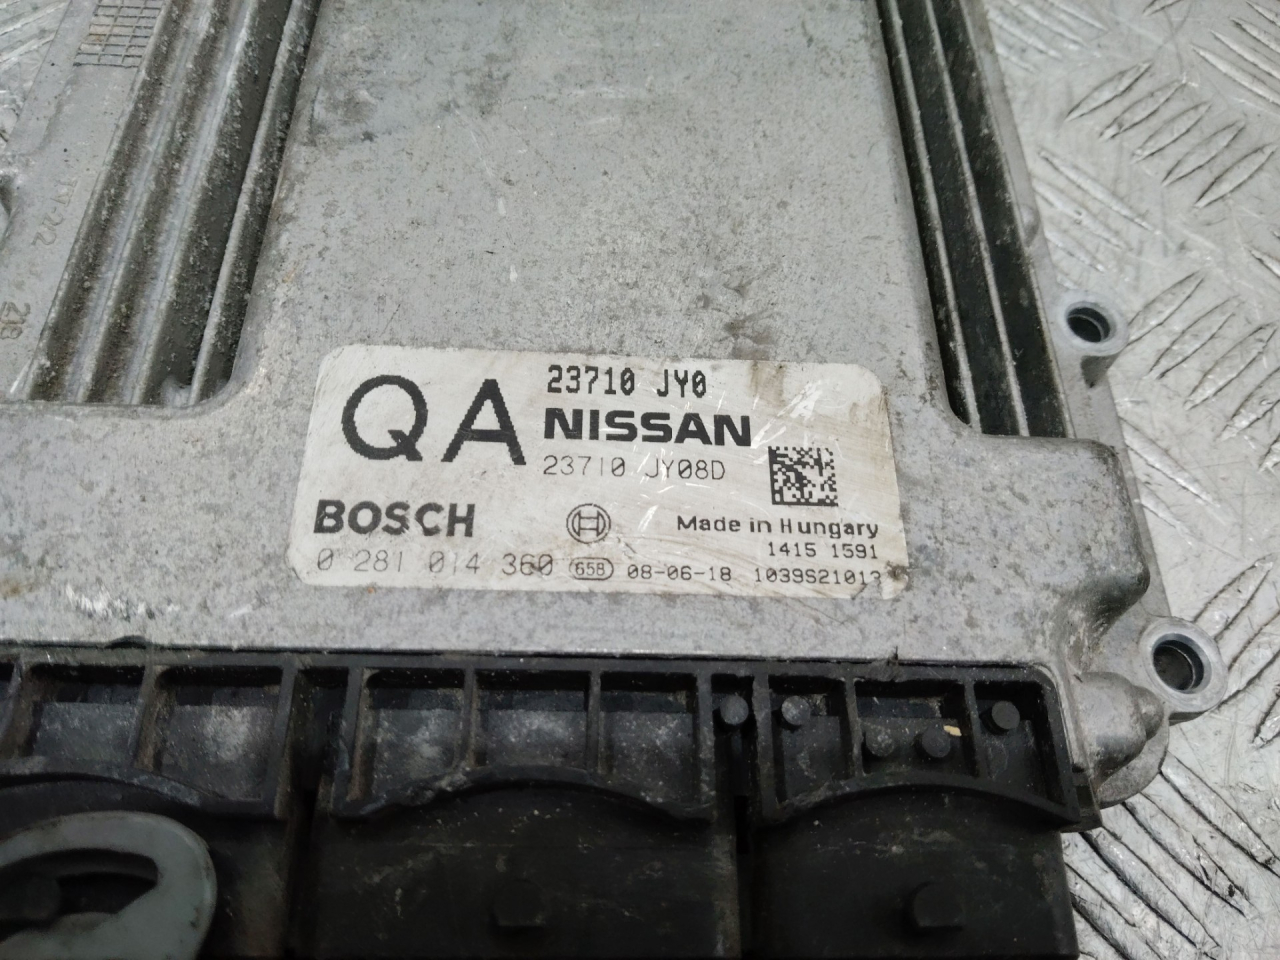 QA
23710 JY0
NISSAN
23710 JY08D
BOSCH
Made in Hungary
1415 1591
0 281 014 360 658 08-06-18 1039S21013